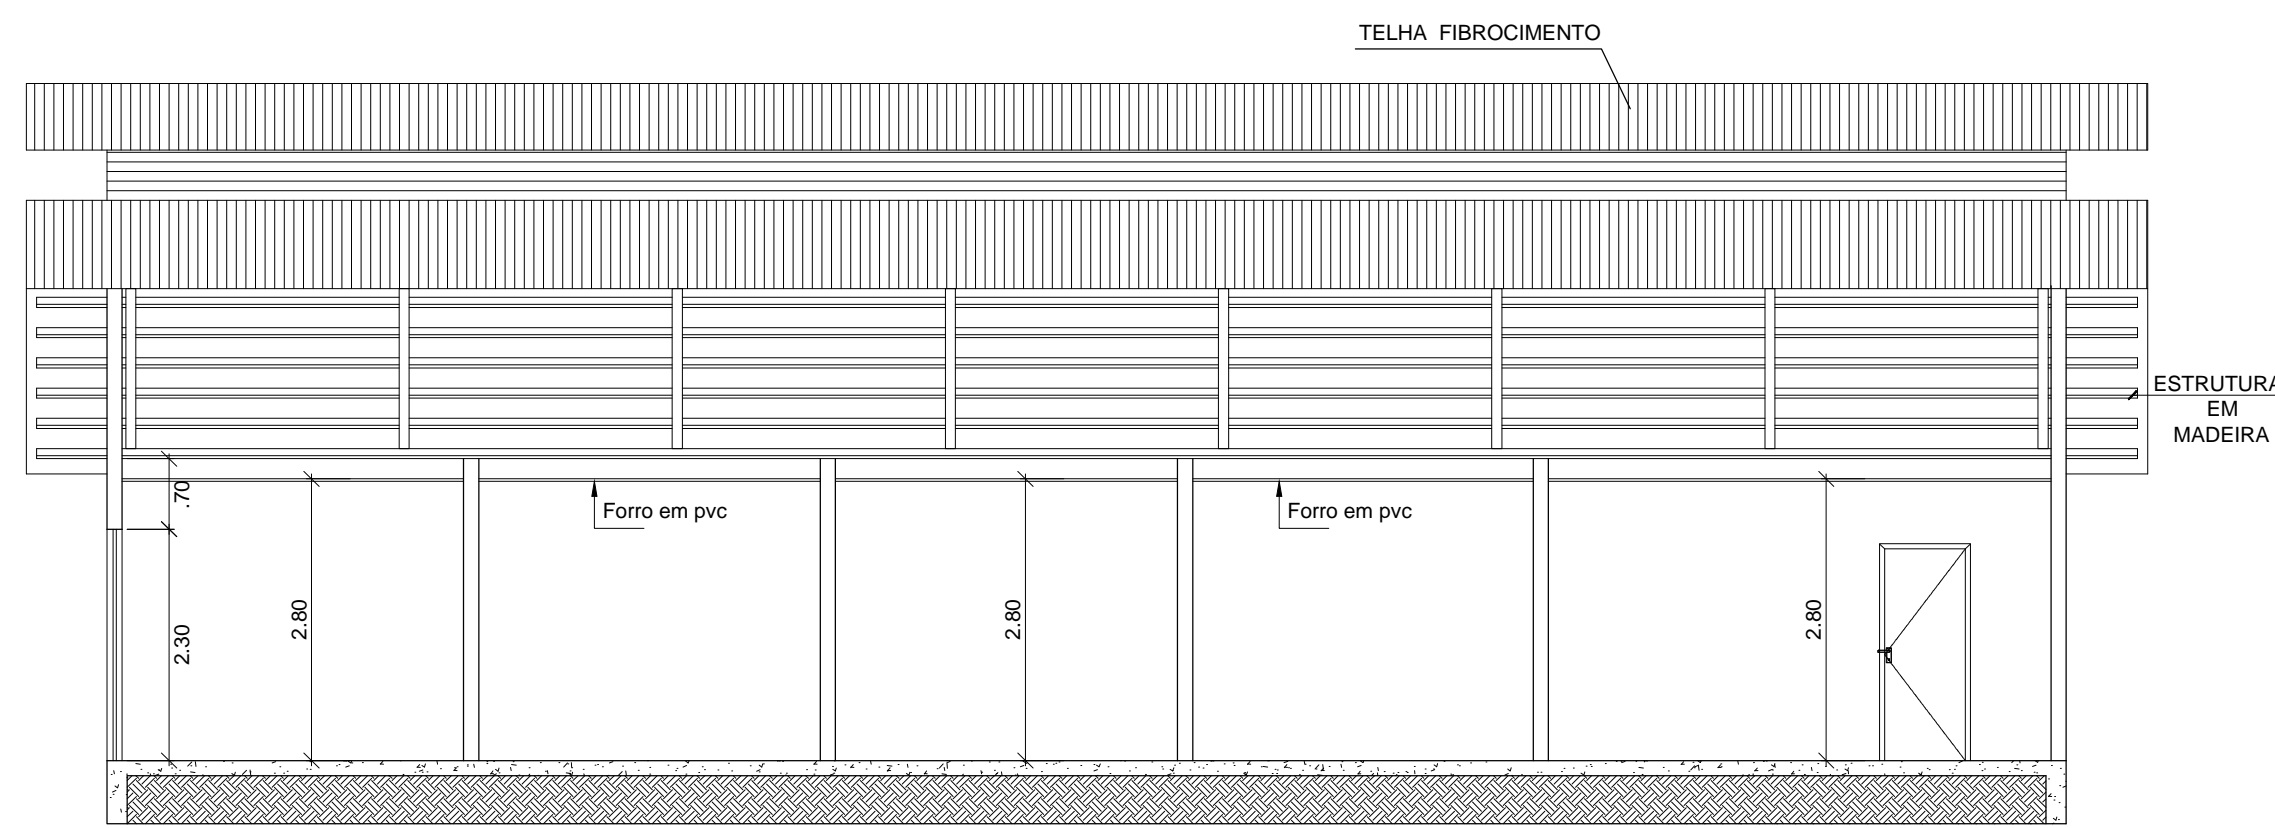 TELHA FIBROCIMENTO
ESTRUTURA
EM
MADEIRA
.70
Forro em pvc
Forro em pvc
2.30
2.80
2.80
2.80